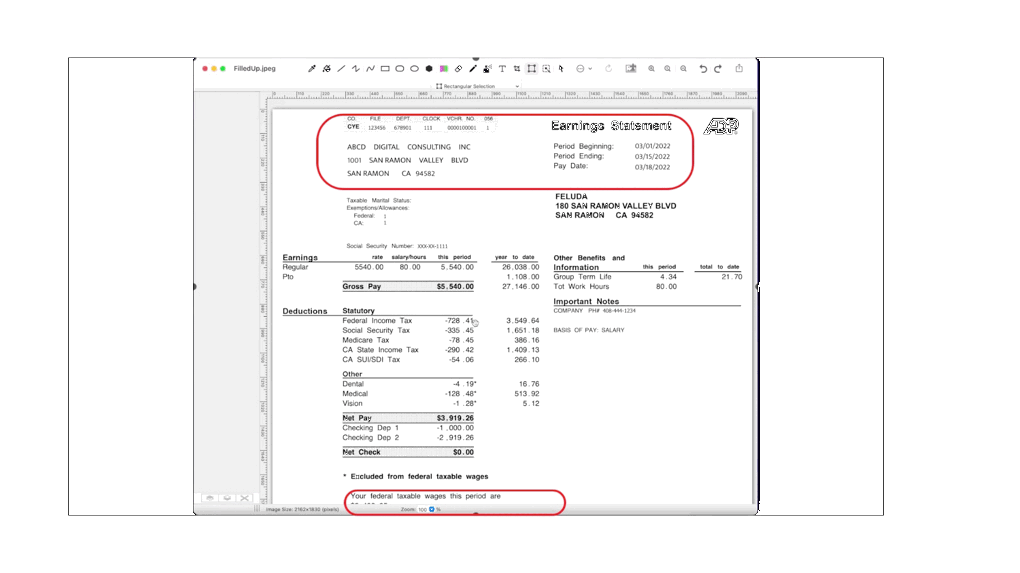 FilledUp.jpeg
Rectangular Selection
CO. FILE DEPT. CLOCK VCHR. NO. 056
CYE 123456 678901 113 0000100001 1
Earnings Statement
ADP
ABCD DIGITAL CONSULTING INC
1001 SAN RAMON VALLEY BLVD
SAN RAMON CA 94582
Period Beginning: 03/01/2022
Period Ending: 03/15/2022
Pay Date: 03/18/2022
Taxable Marital Status:
Exemptions/Allowances:
Federal:
CA:
FELUDA
180 SAN RAMON VALLEY BLVD
SAN RAMON CA 94582
Social Security Number: XXX-XX-1111
Earnings rate salary/hours this period year to date
Regular 5540.00 80.00 5.540.00 26.038.00
Pto 1.108.00
Gross Pay $5.540.00 27.146.00
Other Benefits and
Information this period total to date
Group Term Life 4.34 21.70
Tot Work Hours 80.00
Important Notes
COMPANY PH# 408-444-1234
BASIS OF PAY: SALARY
Deductions Statutory
Federal Income Tax -728 .41 3.549.64
Social Security Tax -335 .45 1.651.18
Medicare Tax -78 .45 386.16
CA State Income Tax -290 .42 1.409.13
CA SUI/SDI Tax -54 .06 266.10
Other
Dental -4 .19* 16.76
Medical -128 .48* 513.92
Vision -1 .28* 5.12
Net Pay $3,919.26
Checking Dep 1 -1 .000.00
Checking Dep 2 -2 ,919.26
Net Check $0.00
* Excluded from federal taxable wages
Your federal taxable wages this period are
Image Size: 2162x1830 (pixels) Zoom: 100 %